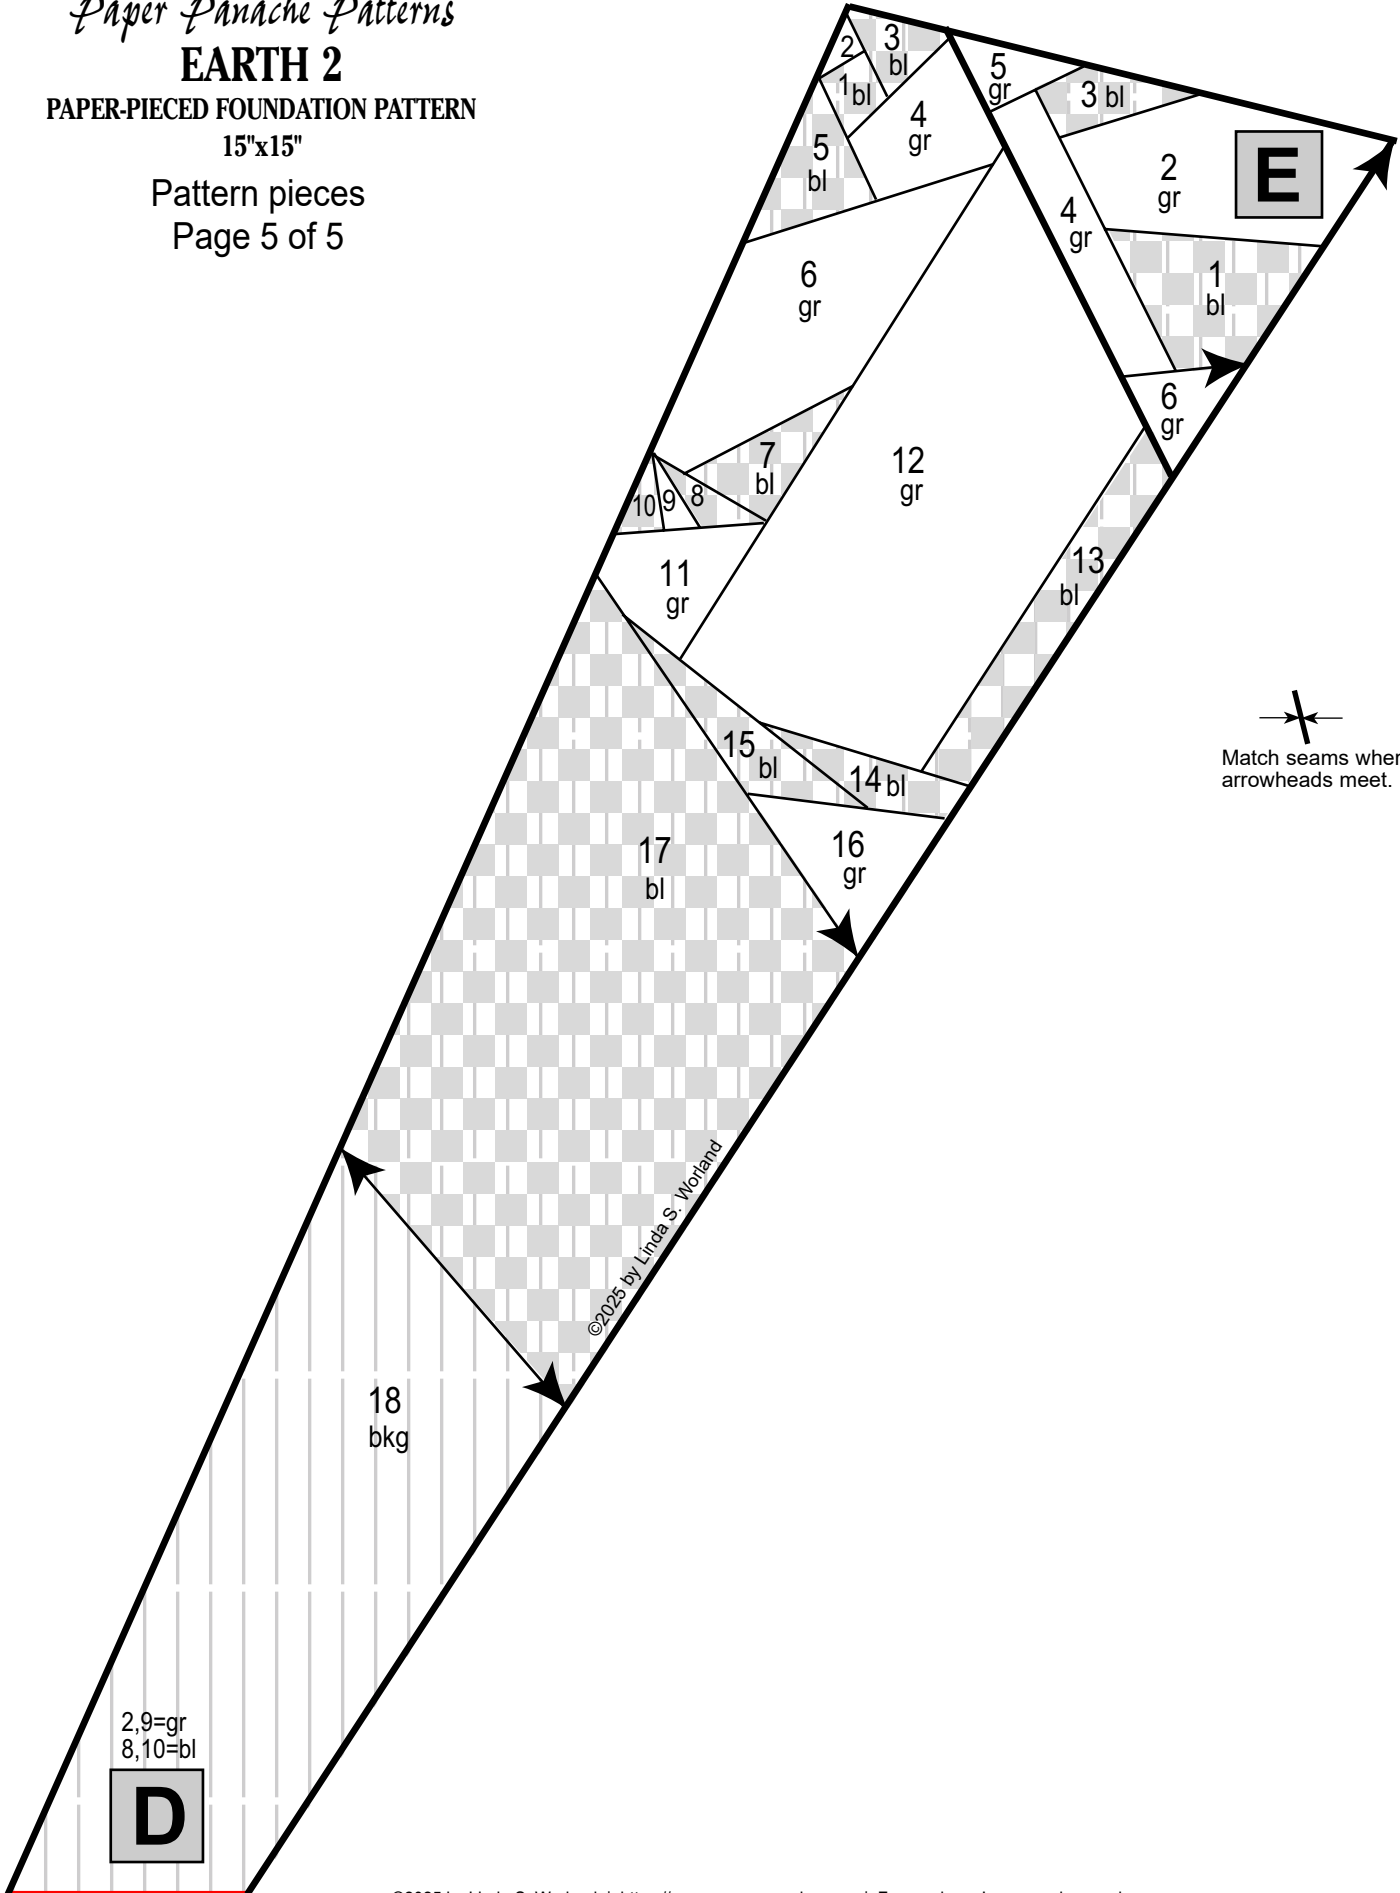 Paper Panache Patterns
EARTH 2
PAPER-PIECED FOUNDATION PATTERN
15"x15"
Pattern pieces
Page 5 of 5
2
3
bl
1 bl
4
gr
5
bl
6
gr
7
bl
8
9
10
11
gr
12
gr
13
bl
14 bl
15
bl
16
gr
17
bl
18
bkg
5
gr
3 bl
2
gr
E
4
gr
1
bl
6
gr
Match seams
arrowheads meet.
©2025 by Linda S. Worland
2,9=gr
8,10=bl
D